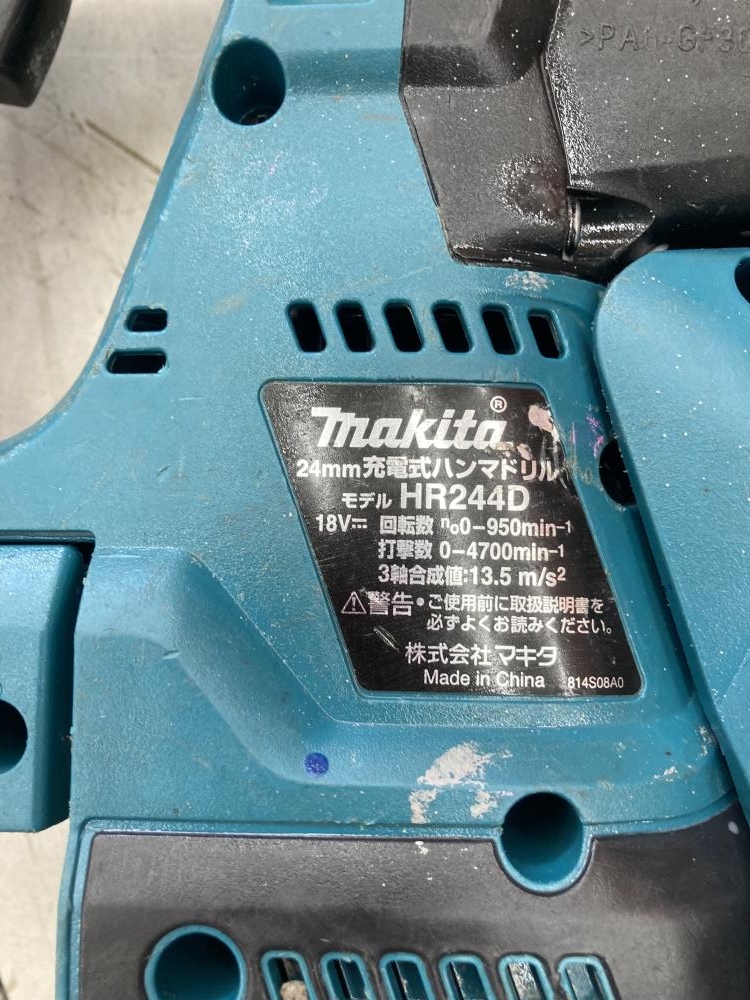 >PA6-GF30
makita®
24mm充電式ハンマドリル
モデル HR244D
18V⎓ 回転数 n₀0-950min-1
打撃数 0-4700min-1
3軸合成値:13.5 m/s2
⚠警告・ご使用前に取扱説明書を
必ずよくお読みください。
株式会社マキタ
Made in China 814S08A0